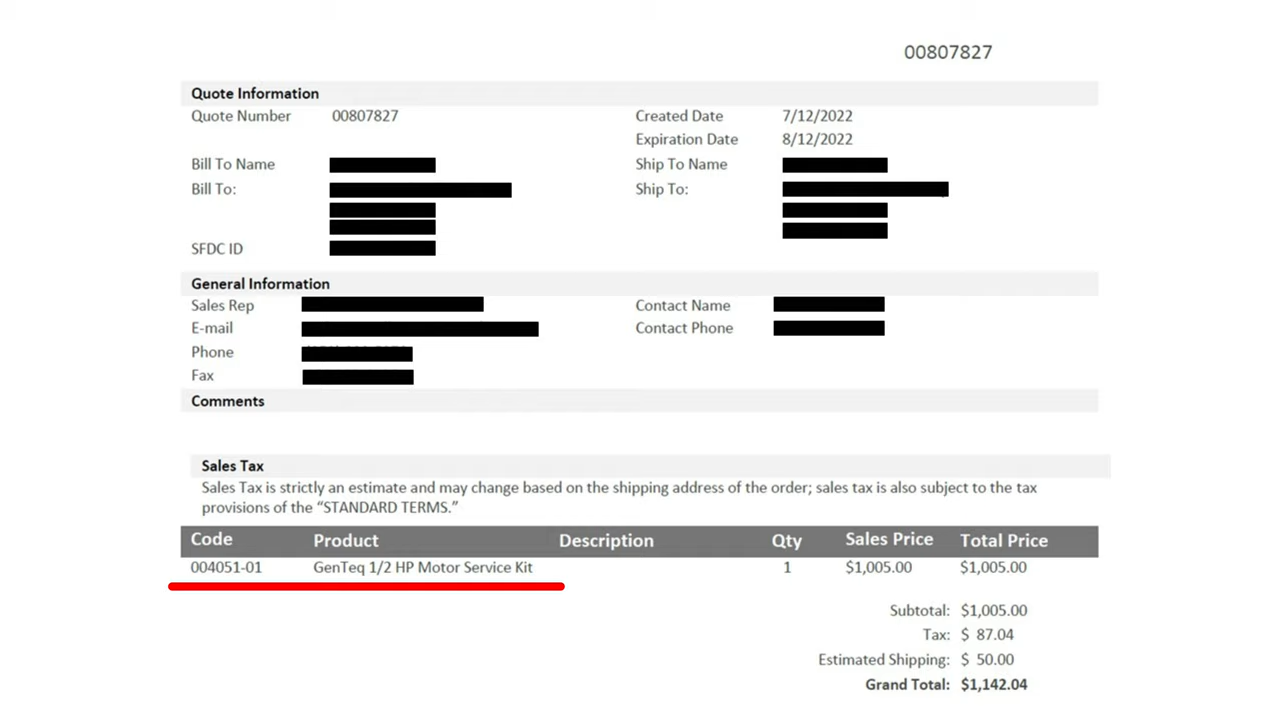 00807827
Quote Information
Quote Number 00807827 Created Date 7/12/2022
Expiration Date 8/12/2022
Bill To Name Ship To Name
Bill To: Ship To:
SFDC ID
General Information
Sales Rep Contact Name
E-mail Contact Phone
Phone
Fax
Comments
Sales Tax
Sales Tax is strictly an estimate and may change based on the shipping address of the order; sales tax is also subject to the tax
provisions of the “STANDARD TERMS.”
Code Product Description Qty Sales Price Total Price
004051-01 GenTeq 1/2 HP Motor Service Kit 1 $1,005.00 $1,005.00
Subtotal: $1,005.00
Tax: $ 87.04
Estimated Shipping: $ 50.00
Grand Total: $1,142.04